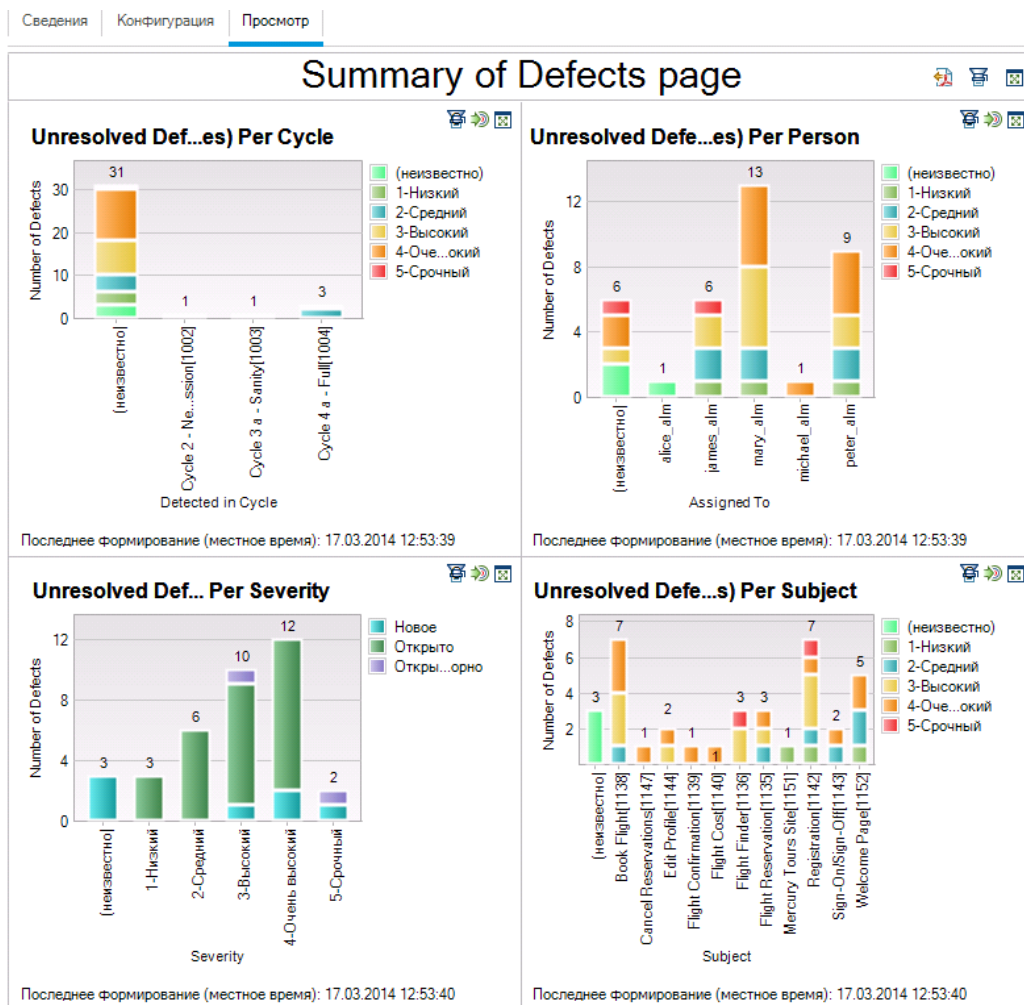 Сведения Конфигурация Просмотр
Summary of Defects page
Unresolved Def...es) Per Cycle
31
30
20
10
0
1
1
3
Number of Defects
(неизвестно)
1-Низкий
2-Средний
3-Высокий
4-Оче...окий
5-Срочный
(неизвестно|
Cycle 2 - Ne...ssion[1002]
Cycle 3 a - Sanity[1003]
Cycle 4 a - Full[1004]
Detected in Cycle
Последнее формирование (местное время): 17.03.2014 12:53:39
Unresolved Defe...es) Per Person
12
8
4
0
6
1
6
13
1
9
Number of Defects
(неизвестно)
1-Низкий
2-Средний
3-Высокий
4-Оче...окий
5-Срочный
(неизвестно|
alice_alm
james_alm
mary_alm
michael_alm
peter_alm
Assigned To
Последнее формирование (местное время): 17.03.2014 12:53:39
Unresolved Def... Per Severity
12
8
4
0
3
3
6
10
12
2
Number of Defects
Новое
Открыто
Откры...орно
(неизвестно|
1-Низкий
2-Средний
3-Высокий
4-Очень высокий
5-Срочный
Severity
Последнее формирование (местное время): 17.03.2014 12:53:40
Unresolved Defe...s) Per Subject
8
6
4
2
3
7
1
2
1
1
3
3
1
7
2
5
Number of Defects
(неизвестно)
1-Низкий
2-Средний
3-Высокий
4-Оче...окий
5-Срочный
(неизвестно|
Book Flight[1138]
Cancel Reservations[1147]
Edit Profile[1144]
Flight Confirmation[1139]
Flight Cost[1140]
Flight Finder[1136]
Flight Reservation[1135]
Mercury Tours Site[1151]
Registration[1142]
Sign-On/Sign-Off[1143]
Welcome Page[1152]
Subject
Последнее формирование (местное время): 17.03.2014 12:53:40